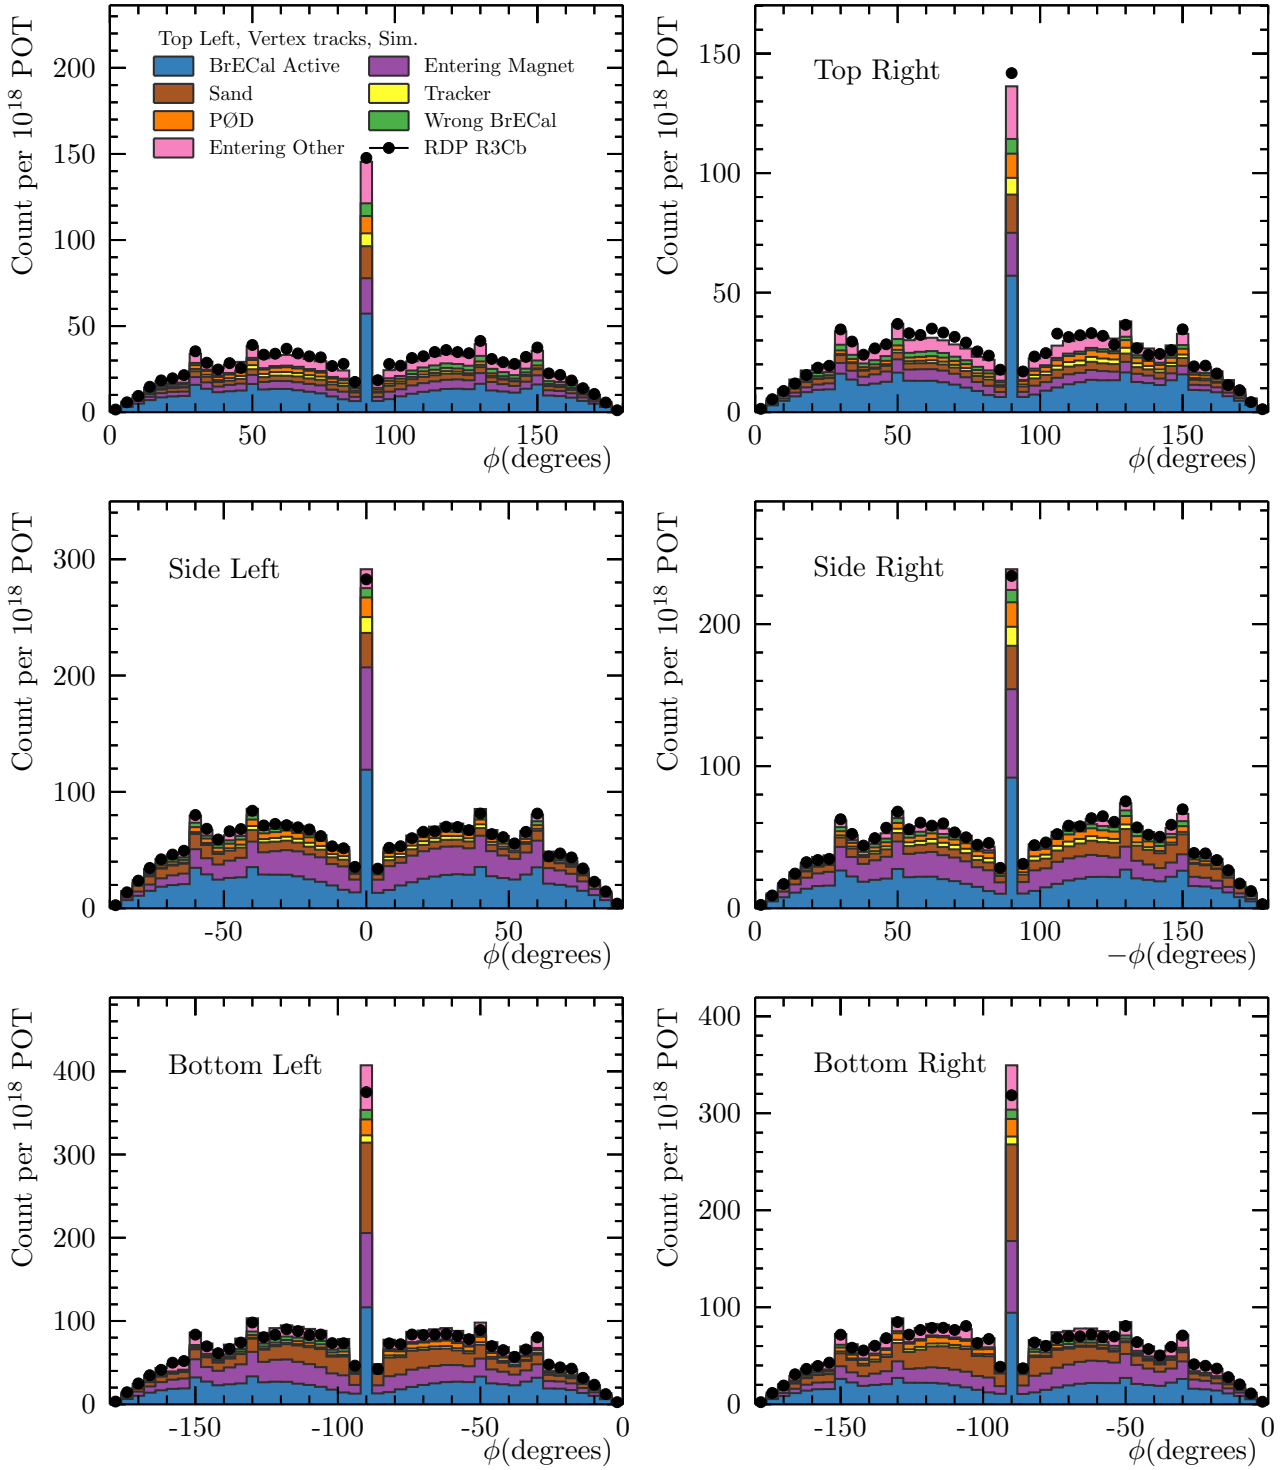 Count per 10¹⁸ POT
200
150
100
50
0
Top Left, Vertex tracks, Sim.
BrECal Active
Sand
PØD
Entering Other
Entering Magnet
Tracker
Wrong BrECal
RDP R3Cb
0 50 100 150
ϕ(degrees)
Count per 10¹⁸ POT
150
100
50
0
Top Right
0 50 100 150
ϕ(degrees)
Count per 10¹⁸ POT
300
200
100
0
Side Left
-50 0 50
ϕ(degrees)
Count per 10¹⁸ POT
200
100
0
Side Right
0 50 100 150
−ϕ(degrees)
Count per 10¹⁸ POT
400
300
200
100
0
Bottom Left
-150 -100 -50 0
ϕ(degrees)
Count per 10¹⁸ POT
400
300
200
100
0
Bottom Right
-150 -100 -50 0
ϕ(degrees)